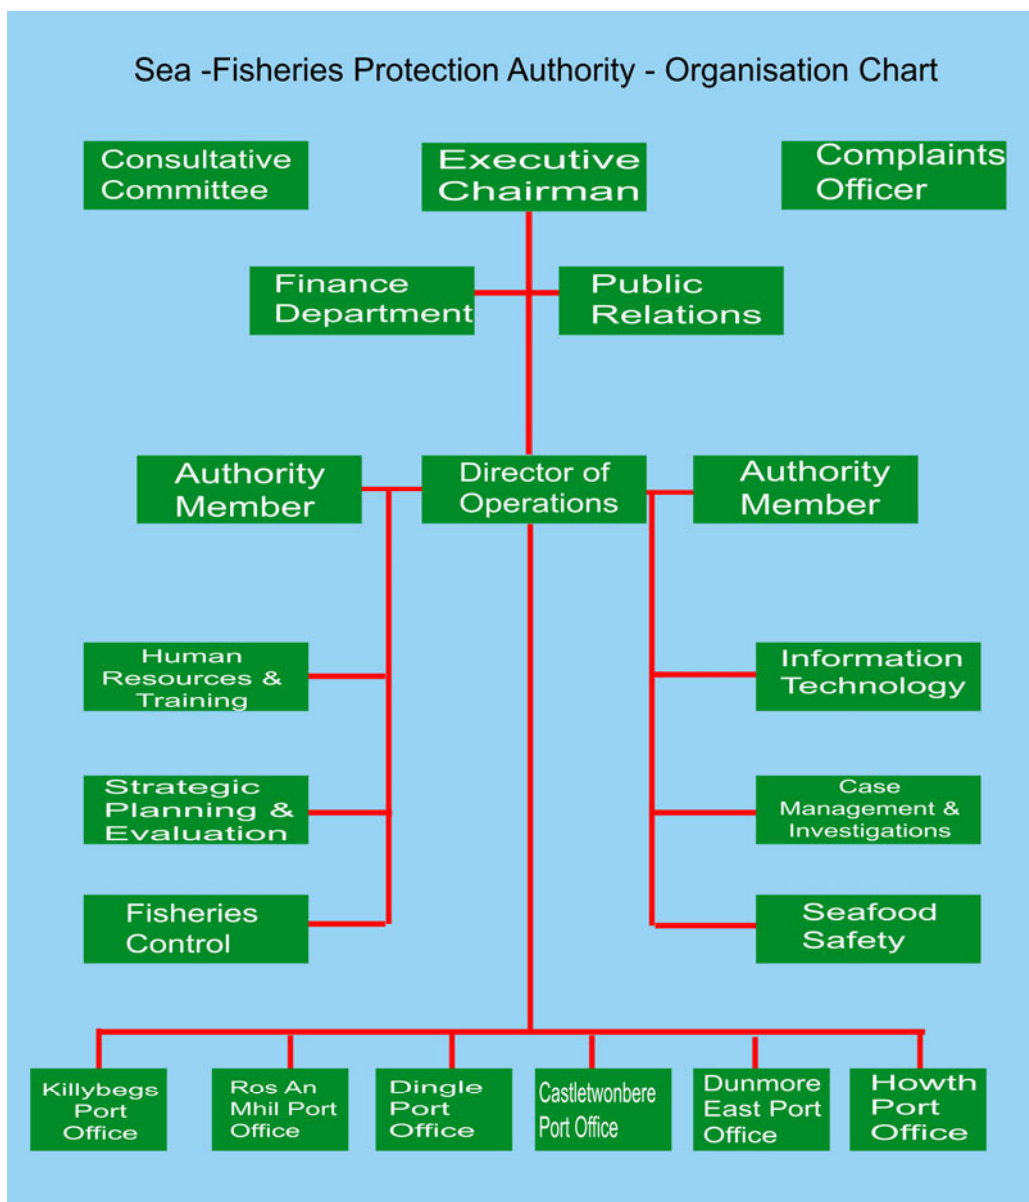 Sea -Fisheries Protection Authority - Organisation Chart
Consultative
Committee
Executive
Chairman
Complaints
Officer
Finance
Department
Public
Relations
Authority
Member
Director of
Operations
Authority
Member
Human
Resources &
Training
Information
Technology
Strategic
Planning &
Evaluation
Case
Management &
Investigations
Fisheries
Control
Seafood
Safety
Killybegs
Port
Office
Ros An
Mhil Port
Office
Dingle
Port
Office
Castletwonbere
Port Office
Dunmore
East Port
Office
Howth
Port
Office